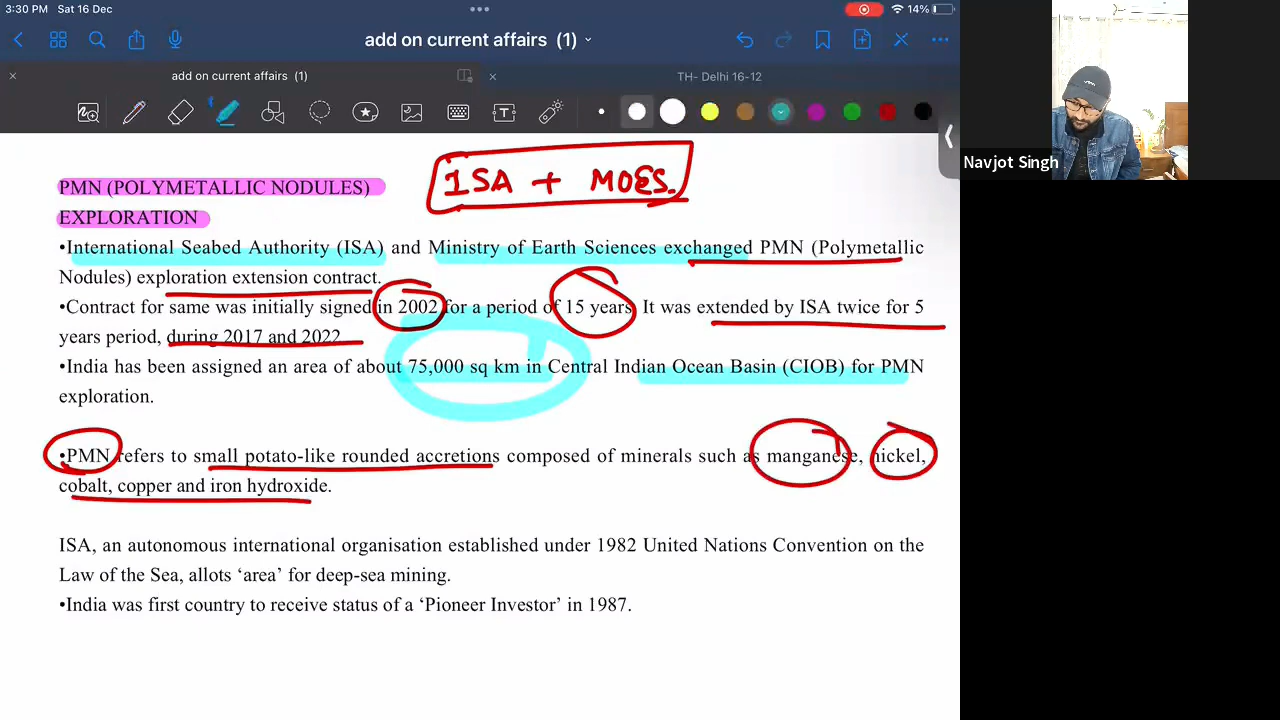 3:30 PM Sat 16 Dec
14%
add on current affairs (1)
add on current affairs (1)
TH- Delhi 16-12
Navjot Singh
ISA + MOES.
PMN (POLYMETALLIC NODULES)
EXPLORATION
•International Seabed Authority (ISA) and Ministry of Earth Sciences exchanged PMN (Polymetallic
Nodules) exploration extension contract.
•Contract for same was initially signed in 2002 for a period of 15 years. It was extended by ISA twice for 5
years period, during 2017 and 2022.
•India has been assigned an area of about 75,000 sq km in Central Indian Ocean Basin (CIOB) for PMN
exploration.
•PMN refers to small potato-like rounded accretions composed of minerals such as manganese, nickel,
cobalt, copper and iron hydroxide.
ISA, an autonomous international organisation established under 1982 United Nations Convention on the
Law of the Sea, allots ‘area’ for deep-sea mining.
•India was first country to receive status of a ‘Pioneer Investor’ in 1987.